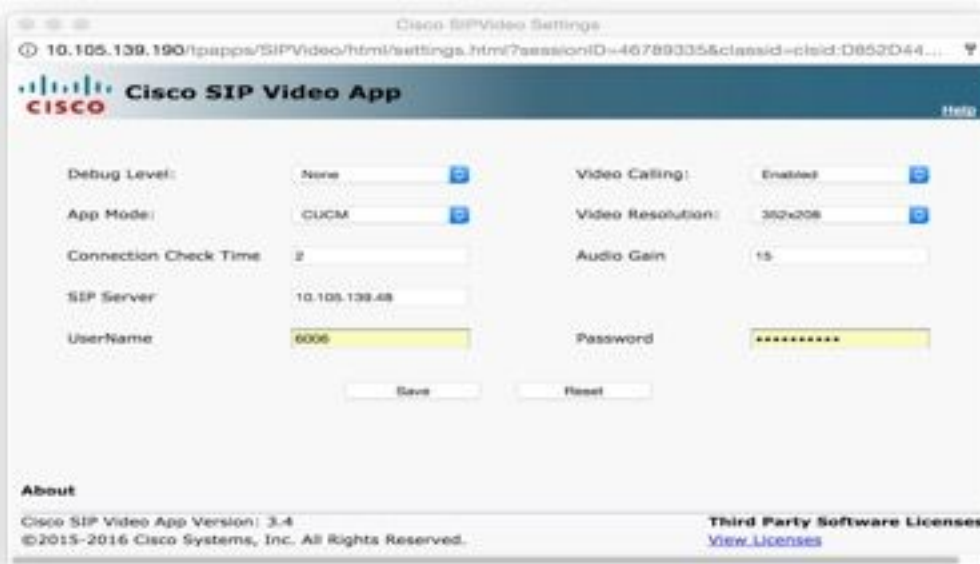 Cisco SIPVideo Settings
10.105.139.190/tpapps/SIPVideo/html/settings.html?sessionID=46789335&classid=clsid:D852D44...
CISCO Cisco SIP Video App
Help
Debug Level: None Video Calling: Enabled
App Mode: CUCM Video Resolution: 352x208
Connection Check Time 2 Audio Gain 15
SIP Server 10.105.139.48
UserName 6006 Password ••••••••••
Save Reset
About
Cisco SIP Video App Version: 3.4 Third Party Software Licenses
©2015-2016 Cisco Systems, Inc. All Rights Reserved. View Licenses